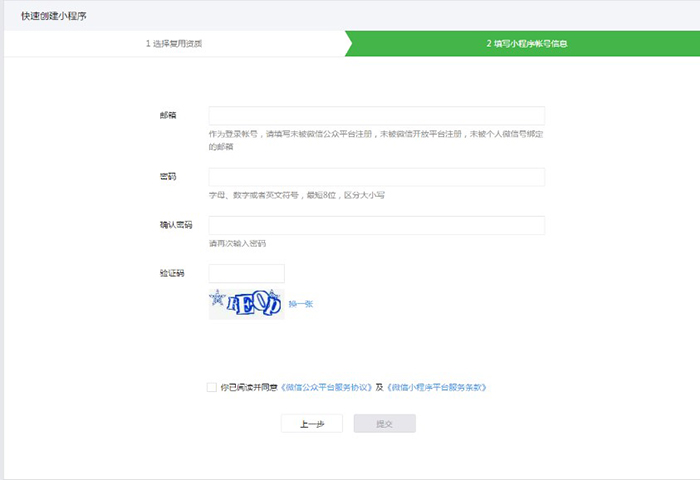 快速创建小程序
1 选择复用资质
2 填写小程序帐号信息
邮箱
作为登录帐号，请填写未被微信公众平台注册，未被微信开放平台注册，未被个人微信号绑定
的邮箱
密码
字母、数字或者英文符号，最短8位，区分大小写
确认密码
请再次输入密码
验证码
换一张
你已阅读并同意《微信公众平台服务协议》及《微信小程序平台服务条款》
上一步
提交